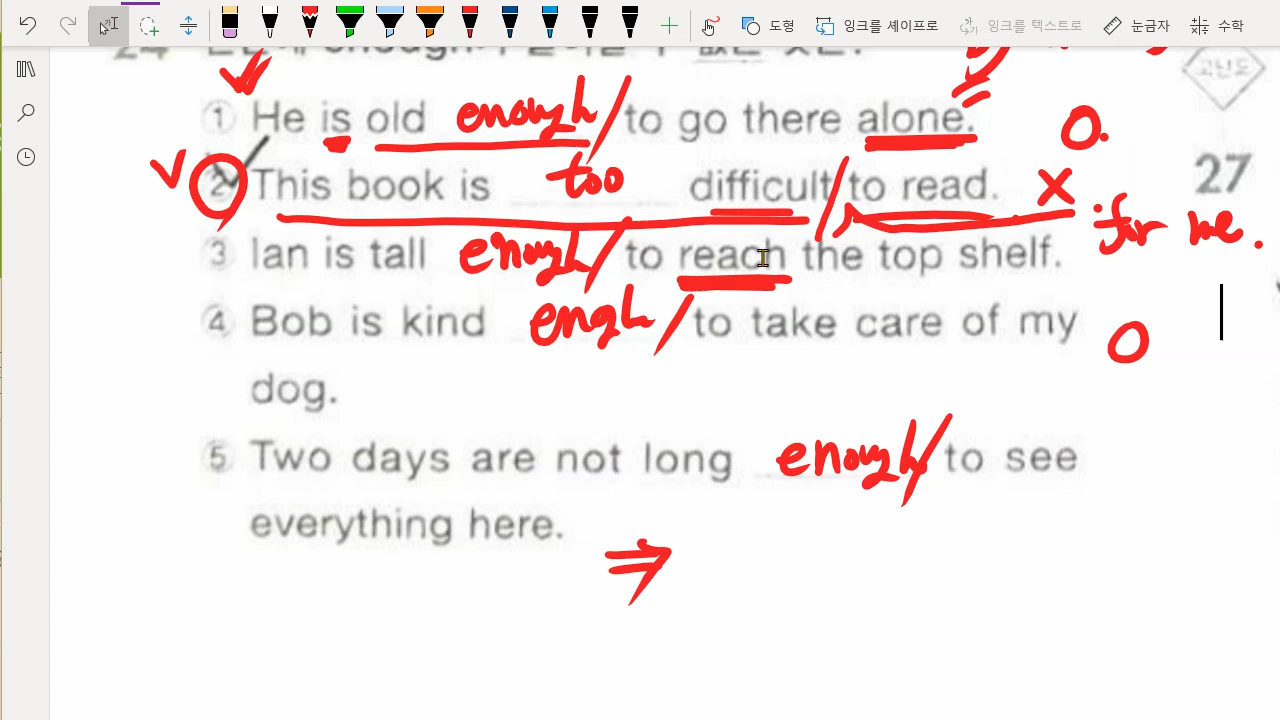 도형 잉크를 셰이프로 잉크를 텍스트로 눈금자 수학
고난도
① He is old enough / to go there alone. O.
② This book is too difficult / to read. X
for me.
27
③ Ian is tall enough / to reach the top shelf.
④ Bob is kind engh / to take care of my O
dog.
⑤ Two days are not long enough / to see
everything here.
⇒